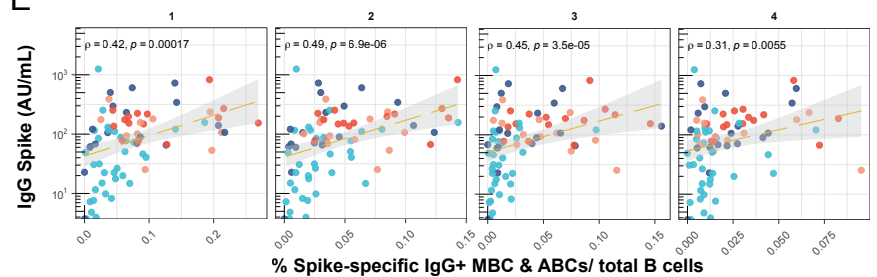 1 2 3 4
ρ = 0.42, p = 0.00017 ρ = 0.49, p = 6.9e-06 ρ = 0.45, p = 3.5e-05 ρ = 0.31, p = 0.0055
IgG Spike (AU/mL)
10³
10²
10¹
0.0 0.1 0.2 0.00 0.05 0.10 0.15 0.00 0.05 0.10 0.15 0.000 0.025 0.050 0.075
% Spike-specific IgG+ MBC & ABCs/ total B cells